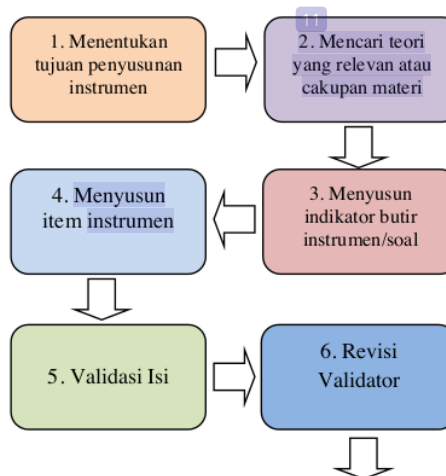 11
1. Menentukan
tujuan penyusunan
instrumen
2. Mencari teori
yang relevan atau
cakupan materi
3. Menyusun
indikator butir
instrumen/soal
4. Menyusun
item instrumen
5. Validasi Isi
6. Revisi
Validator